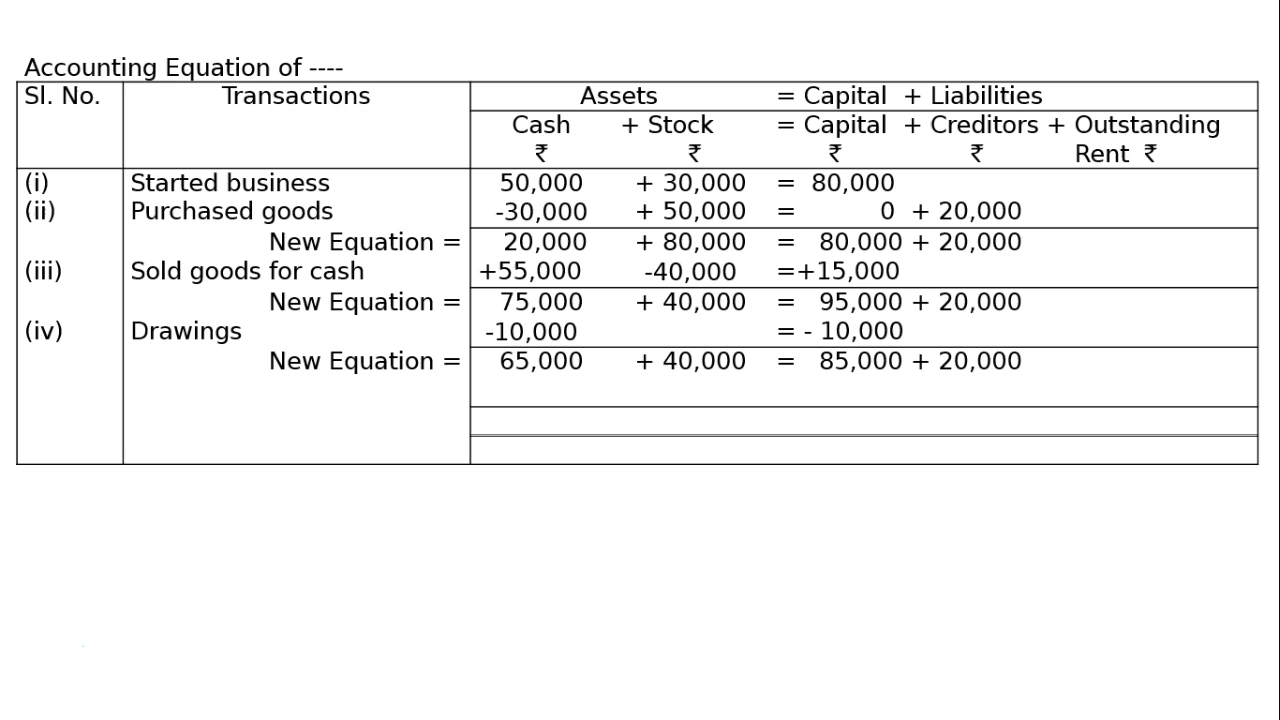 Accounting Equation of ----
Sl. No. Transactions Assets = Capital + Liabilities
Cash + Stock = Capital + Creditors + Outstanding
₹ ₹ ₹ ₹ Rent ₹
(i) Started business 50,000 + 30,000 = 80,000
(ii) Purchased goods -30,000 + 50,000 = 0 + 20,000
New Equation = 20,000 + 80,000 = 80,000 + 20,000
(iii) Sold goods for cash +55,000 -40,000 =+15,000
New Equation = 75,000 + 40,000 = 95,000 + 20,000
(iv) Drawings -10,000 = - 10,000
New Equation = 65,000 + 40,000 = 85,000 + 20,000